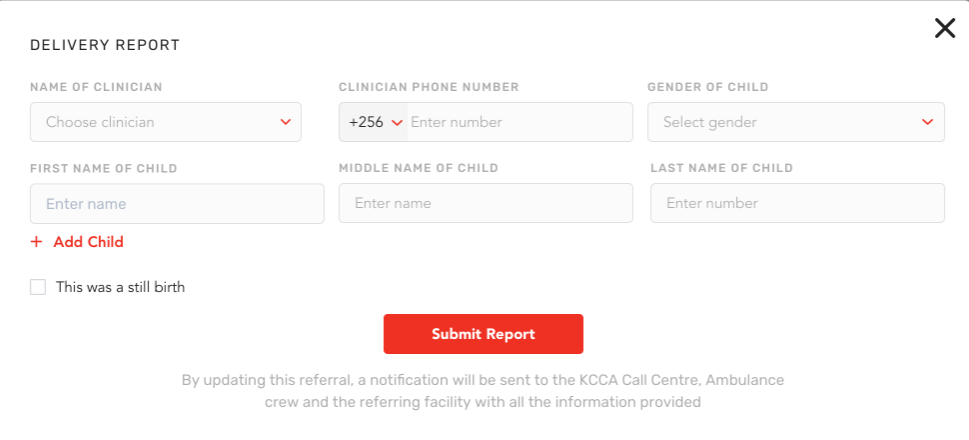 DELIVERY REPORT
NAME OF CLINICIAN
CLINICIAN PHONE NUMBER
GENDER OF CHILD
Choose clinician
+256
Enter number
Select gender
FIRST NAME OF CHILD
MIDDLE NAME OF CHILD
LAST NAME OF CHILD
Enter name
Enter name
Enter number
+ Add Child
This was a still birth
Submit Report
By updating this referral, a notification will be sent to the KCCA Call Centre, Ambulance
crew and the referring facility with all the information provided